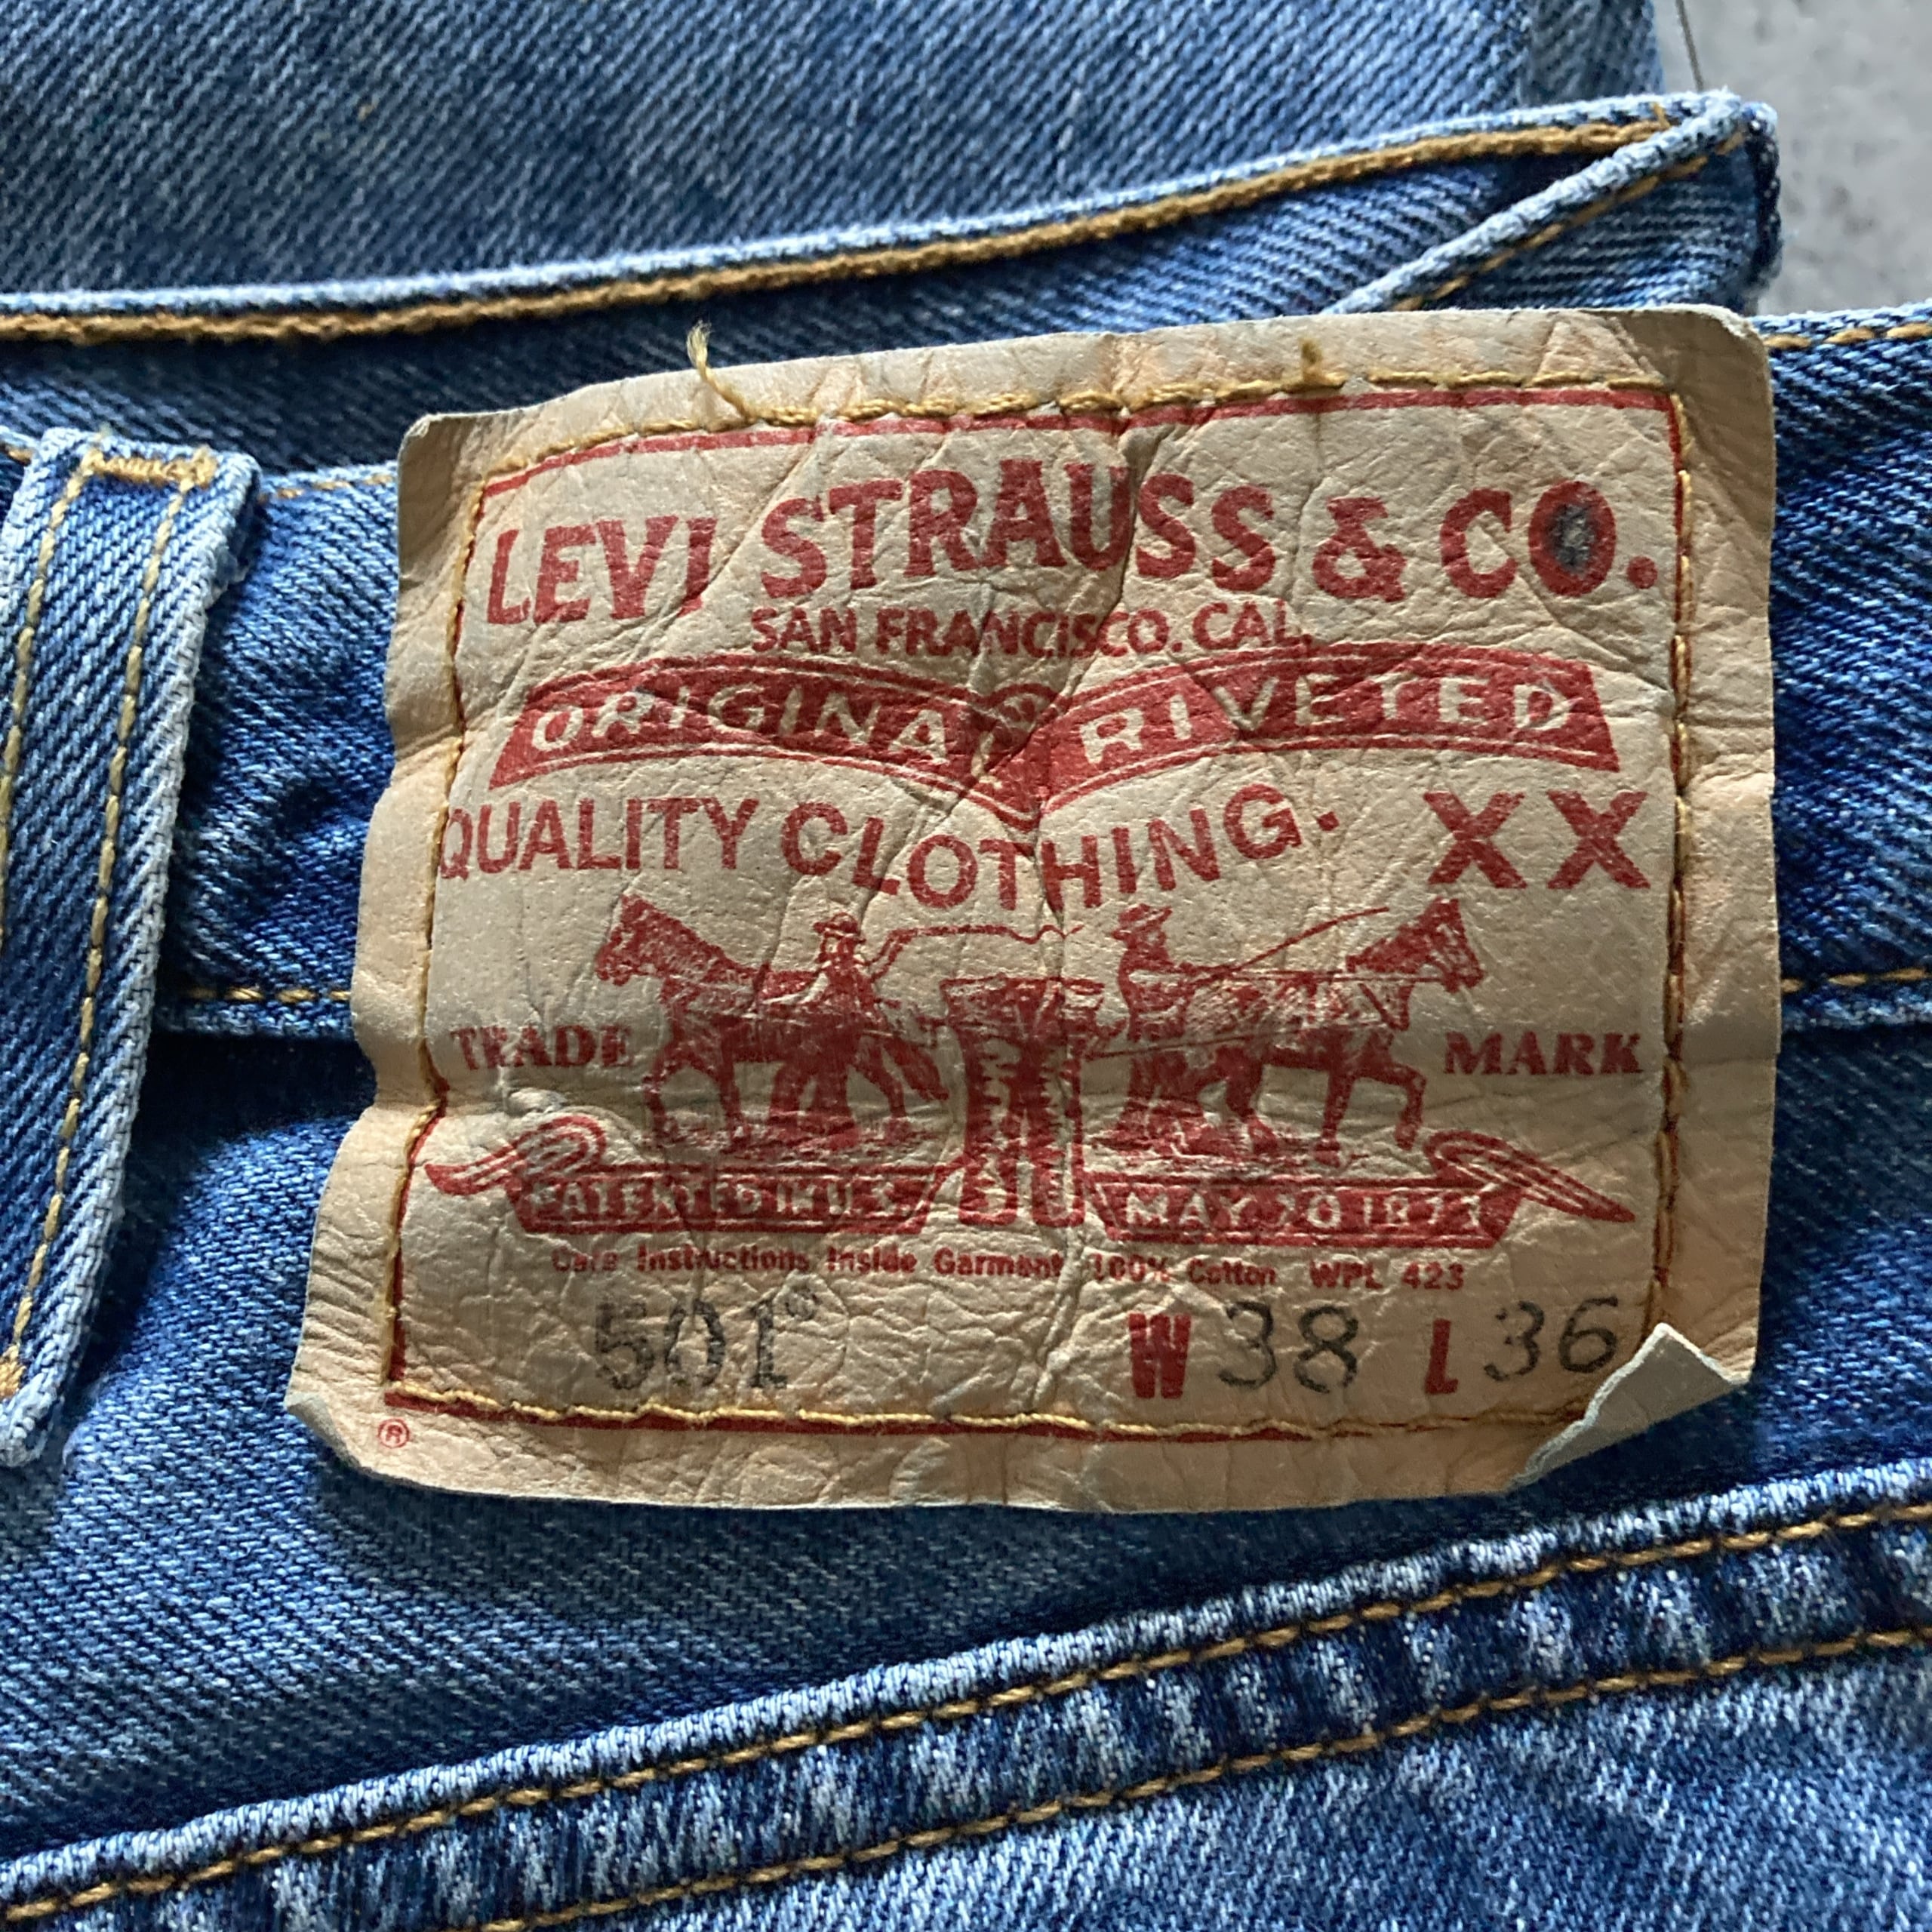 LEVI STRAUSS & CO.
SAN FRANCISCO. CAL.
ORIGINAL RIVETED
QUALITY CLOTHING. XX
TRADE MARK
PATENTED IN U.S. MAY 20 1873
Care Instructions Inside Garment 100% Cotton WPL 423
501® W 38 L 36
®